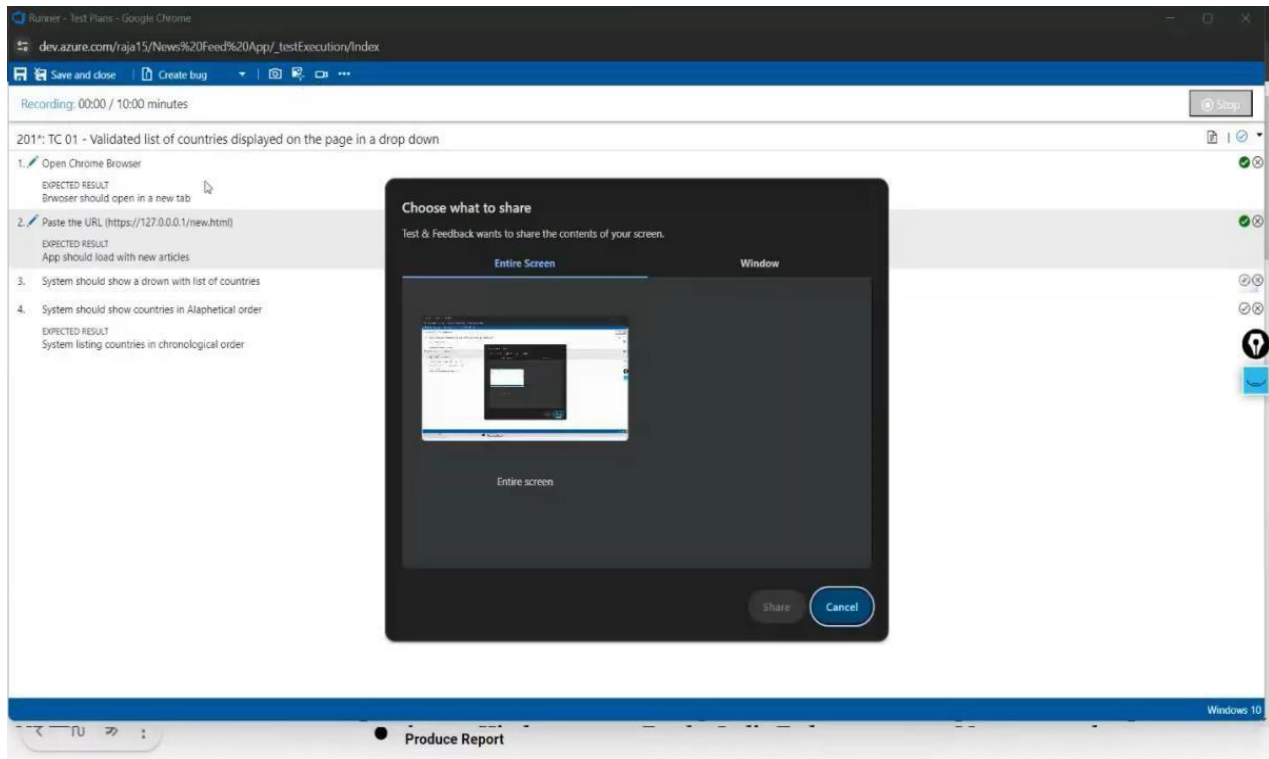 Runner - Test Plans - Google Chrome
dev.azure.com/raja15/News%20Feed%20App/_testExecution/Index
Save and close | Create bug
Recording: 00:00 / 10:00 minutes
Stop
201*: TC 01 - Validated list of countries displayed on the page in a drop down
1. Open Chrome Browser
EXPECTED RESULT
Brwoser should open in a new tab
2. Paste the URL (https://127.0.0.0.1/new.html)
EXPECTED RESULT
App should load with new articles
3. System should show a drown with list of countries
4. System should show countries in Alaphetical order
EXPECTED RESULT
System listing countries in chronological order
Choose what to share
Test & Feedback wants to share the contents of your screen.
Entire Screen
Window
Entire screen
Share
Cancel
Windows 10
Produce Report